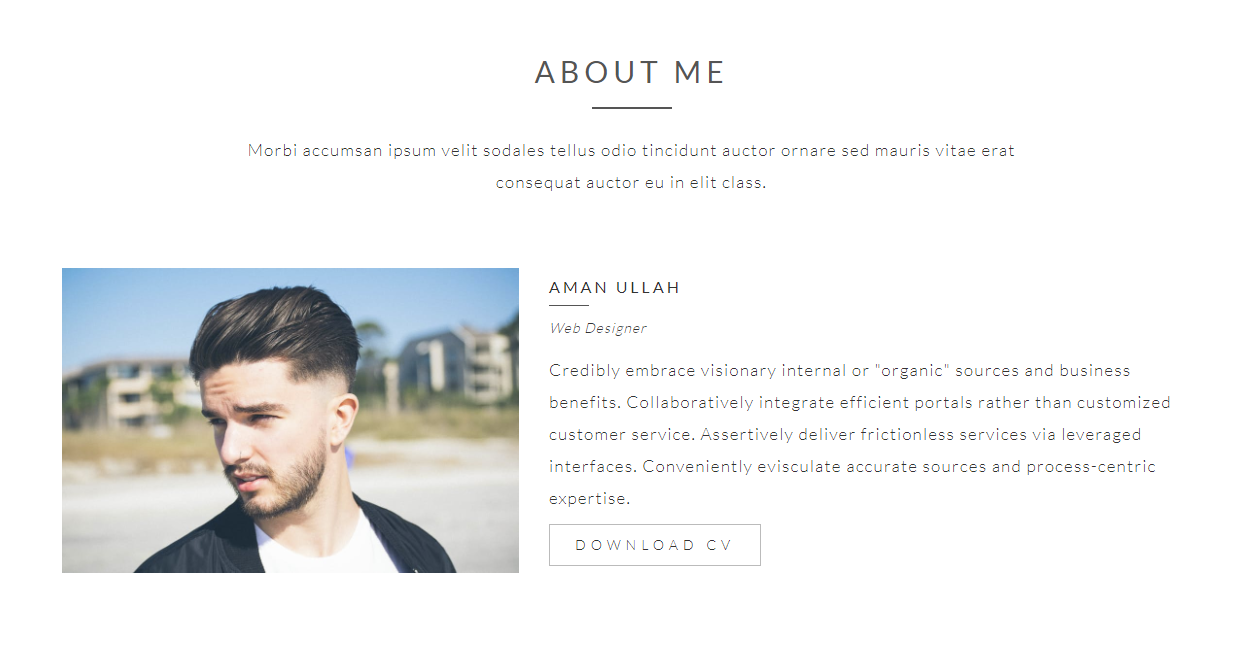 ABOUT ME
Morbi accumsan ipsum velit sodales tellus odio tincidunt auctor ornare sed mauris vitae erat
consequat auctor eu in elit class.
AMAN ULLAH
Web Designer
Credibly embrace visionary internal or "organic" sources and business
benefits. Collaboratively integrate efficient portals rather than customized
customer service. Assertively deliver frictionless services via leveraged
interfaces. Conveniently evisculate accurate sources and process-centric
expertise.
DOWNLOAD CV